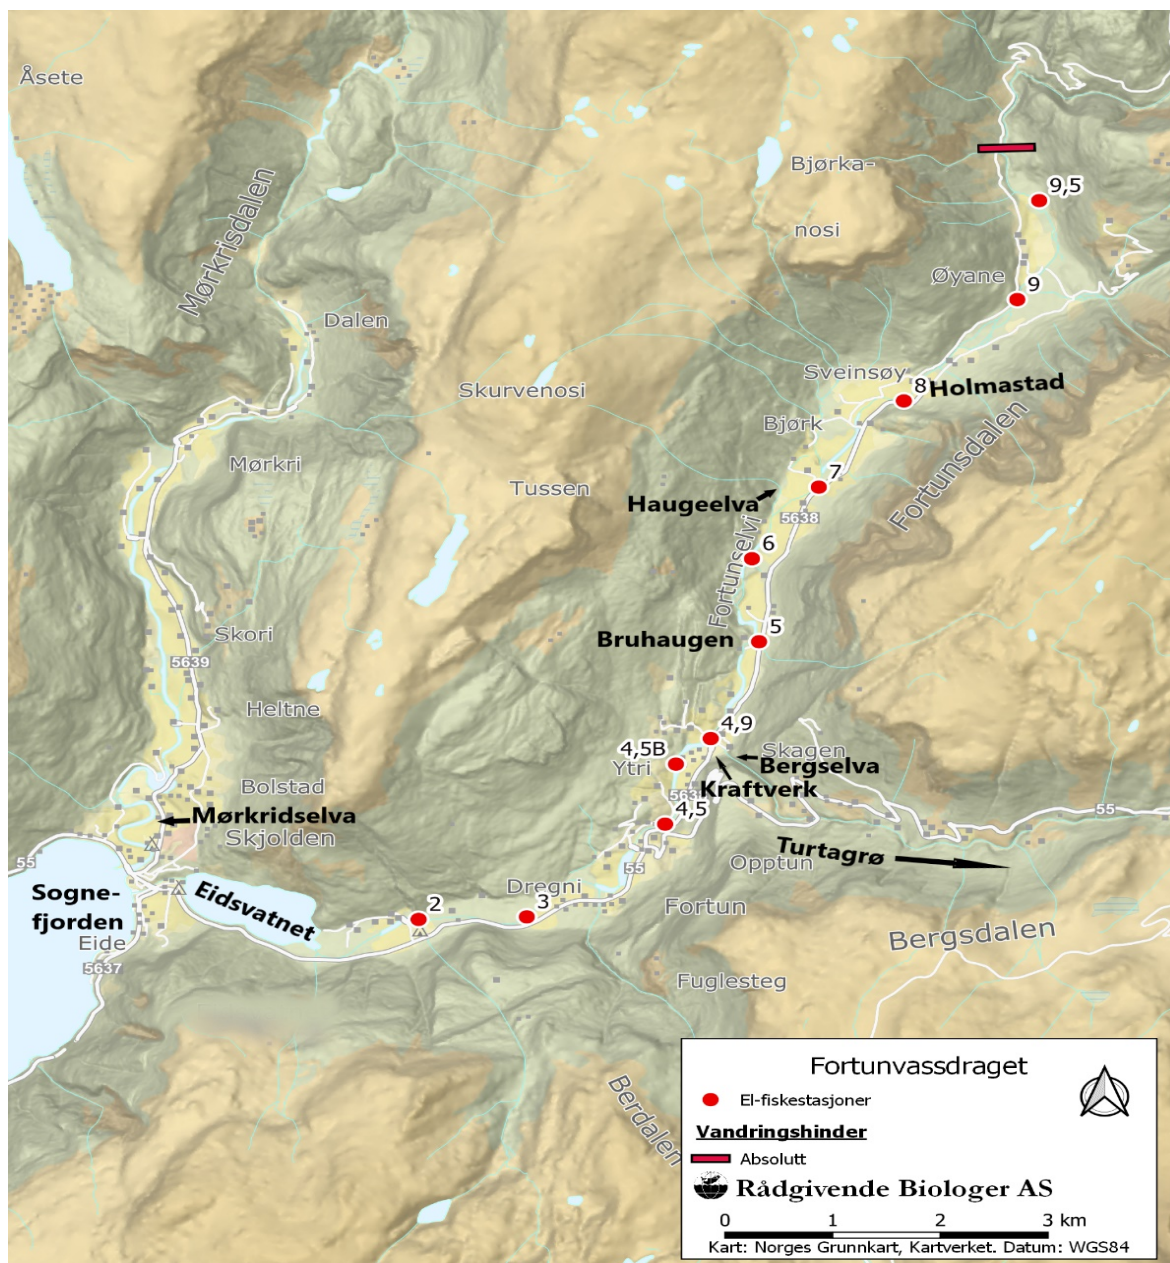 Åsete
Mørkrisdalen
Bjørka-
nosi
9,5
9
Øyane
Dalen
Sveinsøy
8
Holmastad
Skurvenosi
Bjørk
Fortunsdalen
Mørkri
Tussen
7
Haugeelva
5638
6
Fortunselvi
Skori
5
Bruhaugen
5639
Heltne
4,9
4,5B
Skagen
Ytri
Bergselva
Kraftverk
Bolstad
563
55
Mørkridselva
4,5
Skjolden
Turtagrø
Opptun
55
55
Sogne-
fjorden
Eidsvatnet
Dregni
2
3
Fortun
Eide
Bergsdalen
5637
Fuglesteg
Berdalen
Fortunvassdraget
El-fiskestasjoner
Vandringshinder
Absolutt
Rådgivende Biologer AS
0 1 2 3 km
Kart: Norges Grunnkart, Kartverket. Datum: WGS84